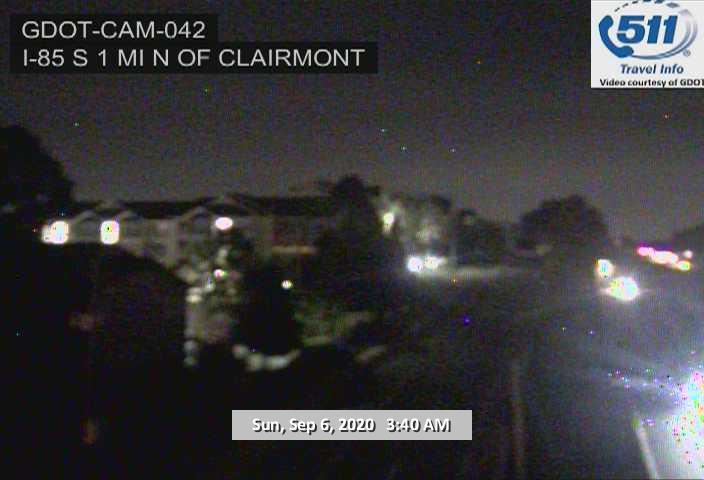 GDOT-CAM-042
I-85 S 1 MI N OF CLAIRMONT
511
Travel Info
Video courtesy of GDOT
Sun, Sep 6, 2020 3:40 AM